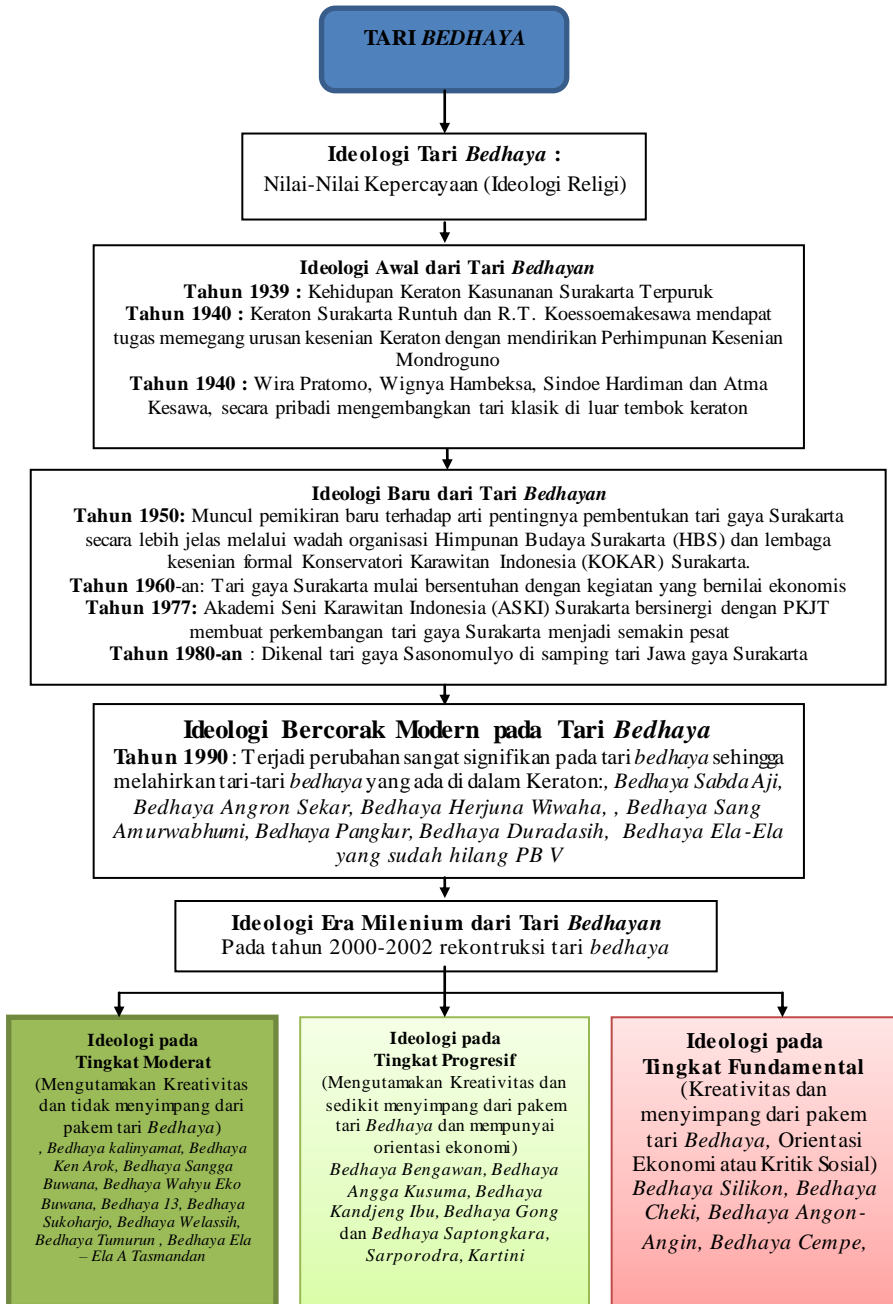 TARI BEDHAYA
Ideologi Tari Bedhaya :
Nilai-Nilai Kepercayaan (Ideologi Religi)
Ideologi Awal dari Tari Bedhayan
Tahun 1939 : Kehidupan Keraton Kasunanan Surakarta Terpuruk
Tahun 1940 : Keraton Surakarta Runtuh dan R.T. Koessoemakesawa mendapat
tugas memegang urusan kesenian Keraton dengan mendirikan Perhimpunan Kesenian
Mondroguno
Tahun 1940 : Wira Pratomo, Wignya Hambeksa, Sindoe Hardiman dan Atma
Kesawa, secara pribadi mengembangkan tari klasik di luar tembok keraton
Ideologi Baru dari Tari Bedhayan
Tahun 1950: Muncul pemikiran baru terhadap arti pentingnya pembentukan tari gaya Surakarta
secara lebih jelas melalui wadah organisasi Himpunan Budaya Surakarta (HBS) dan lembaga
kesenian formal Konservatori Karawitan Indonesia (KOKAR) Surakarta.
Tahun 1960-an: Tari gaya Surakarta mulai bersentuhan dengan kegiatan yang bernilai ekonomis
Tahun 1977: Akademi Seni Karawitan Indonesia (ASKI) Surakarta bersinergi dengan PKJT
membuat perkembangan tari gaya Surakarta menjadi semakin pesat
Tahun 1980-an : Dikenal tari gaya Sasonomulyo di samping tari Jawa gaya Surakarta
Ideologi Bercorak Modern pada Tari Bedhaya
Tahun 1990 : Terjadi perubahan sangat signifikan pada tari bedhaya sehingga
melahirkan tari-tari bedhaya yang ada di dalam Keraton:, Bedhaya Sabda Aji,
Bedhaya Angron Sekar, Bedhaya Herjuna Wiwaha, , Bedhaya Sang
Amurwabhumi, Bedhaya Pangkur, Bedhaya Duradasih, Bedhaya Ela-Ela
yang sudah hilang PB V
Ideologi Era Milenium dari Tari Bedhayan
Pada tahun 2000-2002 rekontruksi tari bedhaya
Ideologi pada
Tingkat Moderat
(Mengutamakan Kreativitas
dan tidak menyimpang dari
pakem tari Bedhaya)
, Bedhaya kalinyamat, Bedhaya
Ken Arok, Bedhaya Sangga
Buwana, Bedhaya Wahyu Eko
Buwana, Bedhaya 13, Bedhaya
Sukoharjo, Bedhaya Welassih,
Bedhaya Tumurun , Bedhaya Ela
– Ela A Tasmandan
Ideologi pada
Tingkat Progresif
(Mengutamakan Kreativitas dan
sedikit menyimpang dari pakem
tari Bedhaya dan mempunyai
orientasi ekonomi)
Bedhaya Bengawan, Bedhaya
Angga Kusuma, Bedhaya
Kandjeng Ibu, Bedhaya Gong
dan Bedhaya Saptongkara,
Sarporodra, Kartini
Ideologi pada
Tingkat Fundamental
(Kreativitas dan
menyimpang dari pakem
tari Bedhaya, Orientasi
Ekonomi atau Kritik Sosial)
Bedhaya Silikon, Bedhaya
Cheki, Bedhaya Angon-
Angin, Bedhaya Cempe,